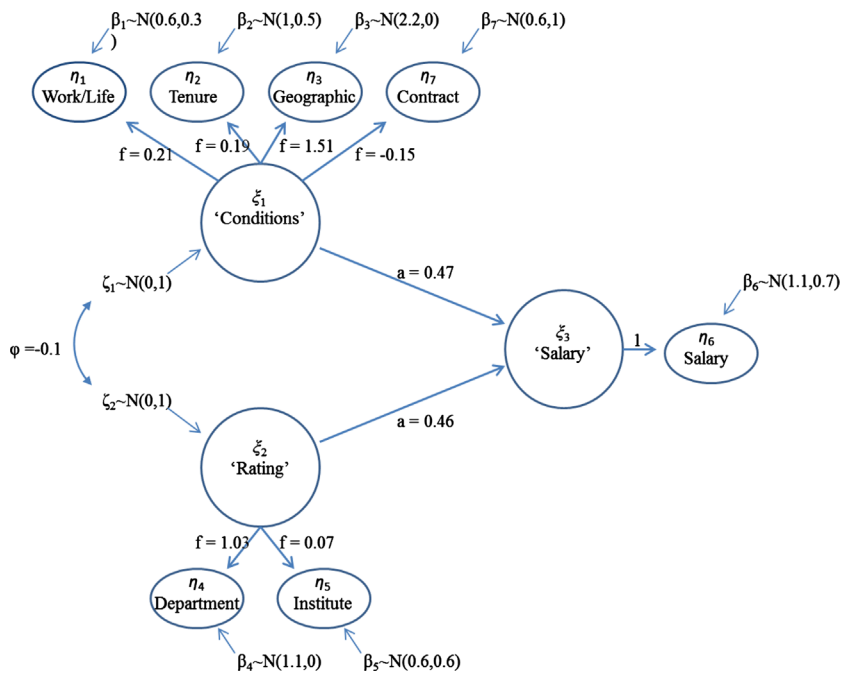 β₁~N(0.6,0.3
)
β₂~N(1,0.5)
β₃~N(2.2,0)
β₇~N(0.6,1)
η₁
Work/Life
η₂
Tenure
η₃
Geographic
η₇
Contract
f = 0.21
f = 0.19
f = 1.51
f = -0.15
ξ₁
‘Conditions’
ζ₁~N(0,1)
a = 0.47
β₆~N(1.1,0.7)
φ =-0.1
ξ₃
‘Salary’
1
η₆
Salary
ζ₂~N(0,1)
a = 0.46
ξ₂
‘Rating’
f = 1.03
f = 0.07
η₄
Department
η₅
Institute
β₄~N(1.1,0)
β₅~N(0.6,0.6)